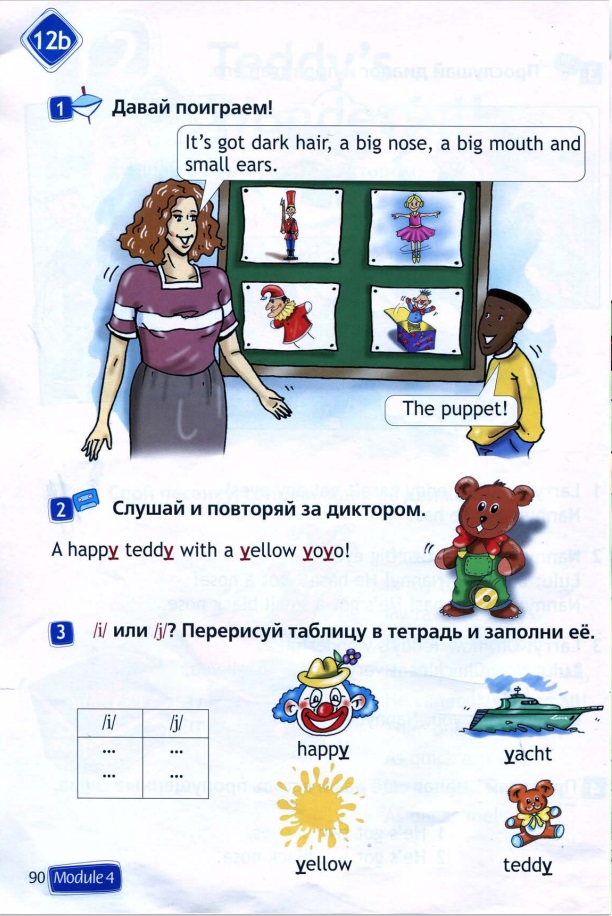 12b
1 Давай поиграем!
It's got dark hair, a big nose, a big mouth and
small ears.
The puppet!
2 Слушай и повторяй за диктором.
A happy teddy with a yellow yoyo!
3 /i/ или /j/? Перерисуй таблицу в тетрадь и заполни её.
/i/ /j/
... ...
... ...
happy
yacht
yellow
teddy
90 Module 4